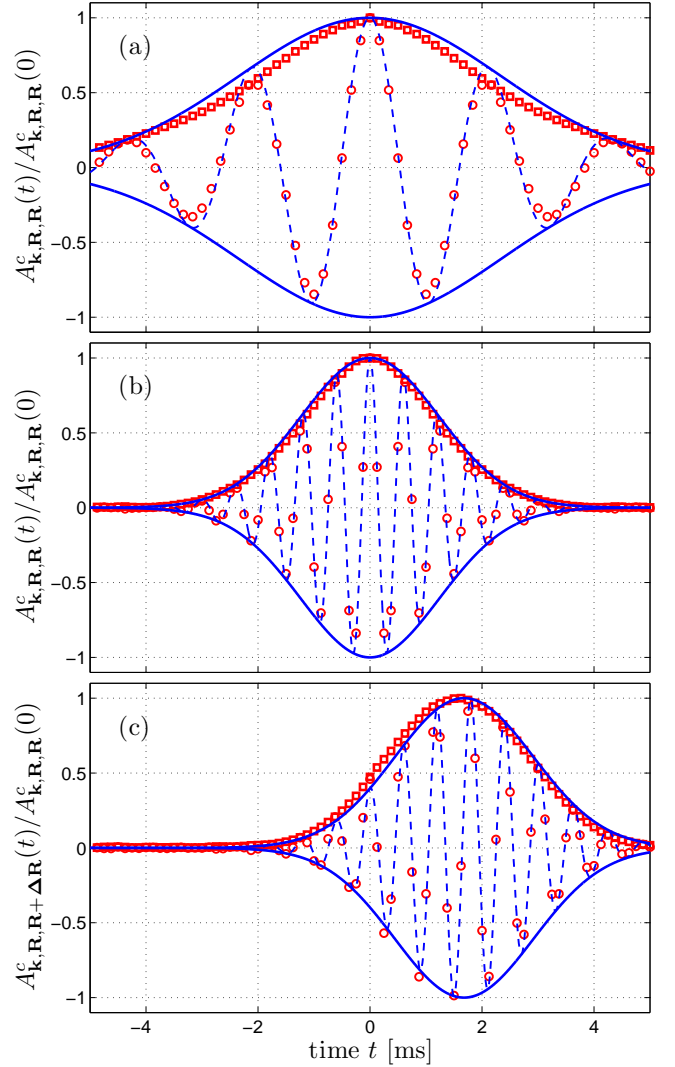 1
0.5
0
−0.5
−1
(a)
A^c_{k,R,R}(t)/A^c_{k,R,R}(0)
1
0.5
0
−0.5
−1
(b)
A^c_{k,R,R}(t)/A^c_{k,R,R}(0)
1
0.5
0
−0.5
−1
(c)
A^c_{k,R,R+ΔR}(t)/A^c_{k,R,R}(0)
−4 −2 0 2 4
time t [ms]